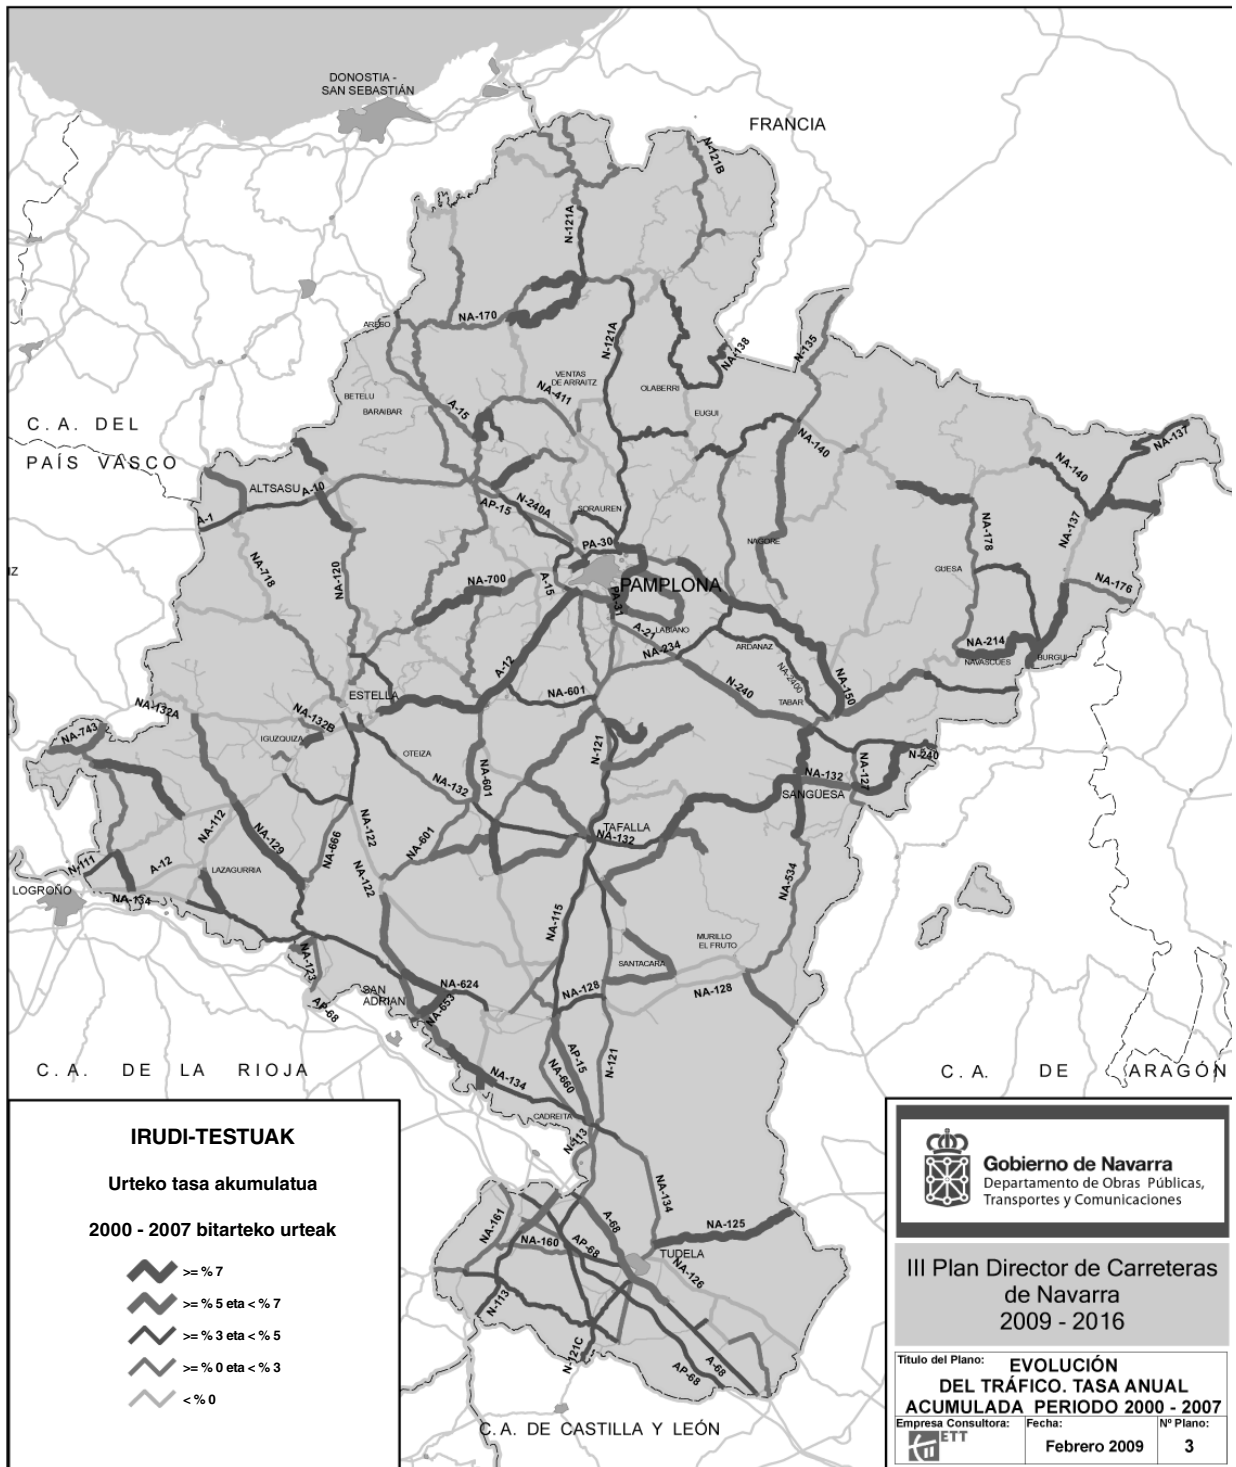 DONOSTIA -
SAN SEBASTIÁN
FRANCIA
N-121B
N-121A
NA-170
ARESO
N-121A
NA-138
N-135
VENTAS
DE ARRAITZ
OLABERRI
BETELU
BARAIBAR
A-15
NA-411
EUGUI
C. A. DEL
PAÍS VASCO
NA-140
NA-137
NA-140
ALTSASU
A-10
A-1
AP-15
N-240A
SORAUREN
PA-30
NAGORE
NA-178
NA-137
IZ
NA-718
NA-120
NA-700
A-15
PAMPLONA
PA-31
GÜESA
NA-176
A-21
LABIANO
NA-234
ARDANAZ
NA-214
NAVASCUES
BURGUI
A-12
N-240
NA-2400
TABAR
NA-150
ESTELLA
NA-601
NA-132A
NA-132B
NA-743
IGUZQUIZA
OTEIZA
NA-132
NA-601
N-121
N-240
NA-127
NA-132
SANGÜESA
NA-112
NA-129
NA-666
NA-122
NA-601
TAFALLA
NA-132
N-111
A-12
LAZAGURRIA
NA-122
NA-534
LOGROÑO
NA-134
NA-115
MURILLO
EL FRUTO
SANTACARA
NA-123
AP-68
SAN
ADRIAN
NA-624
NA-653
NA-128
NA-128
C. A. DE LA RIOJA
NA-134
NA-660
AP-15
N-121
C. A. DE ARAGÓN
CADREITA
N-113
IRUDI-TESTUAK
Urteko tasa akumulatua
2000 - 2007 bitarteko urteak
>= % 7
>= % 5 eta < % 7
>= % 3 eta < % 5
>= % 0 eta < % 3
< % 0
NA-134
NA-161
A-68
NA-160
AP-68
NA-125
TUDELA
NA-126
N-113
N-121C
AP-68
A-68
C. A. DE CASTILLA Y LEÓN
Gobierno de Navarra
Departamento de Obras Públicas,
Transportes y Comunicaciones
III Plan Director de Carreteras
de Navarra
2009 - 2016
Titulo del Plano:
EVOLUCIÓN
DEL TRÁFICO. TASA ANUAL
ACUMULADA PERIODO 2000 - 2007
Empresa Consultora:
ETT
Fecha:
Febrero 2009
Nº Plano:
3